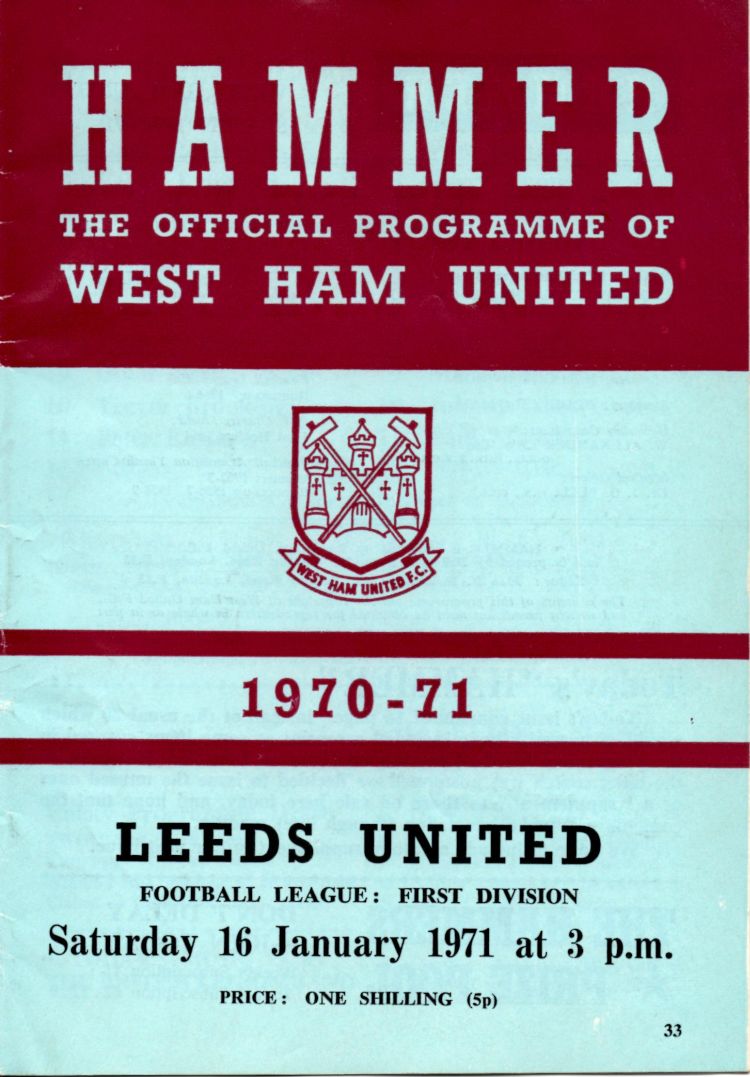 HAMMER
THE OFFICIAL PROGRAMME OF
WEST HAM UNITED
WEST HAM UNITED F.C.
1970-71
LEEDS UNITED
FOOTBALL LEAGUE: FIRST DIVISION
Saturday 16 January 1971 at 3 p.m.
PRICE: ONE SHILLING (5p)
33